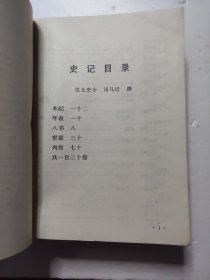 史记目录
汉太史令 司马迁 撰
本纪 一十二
年表 一十
八书 八
世家 三十
列传 七十
共一百三十卷
· 1 ·